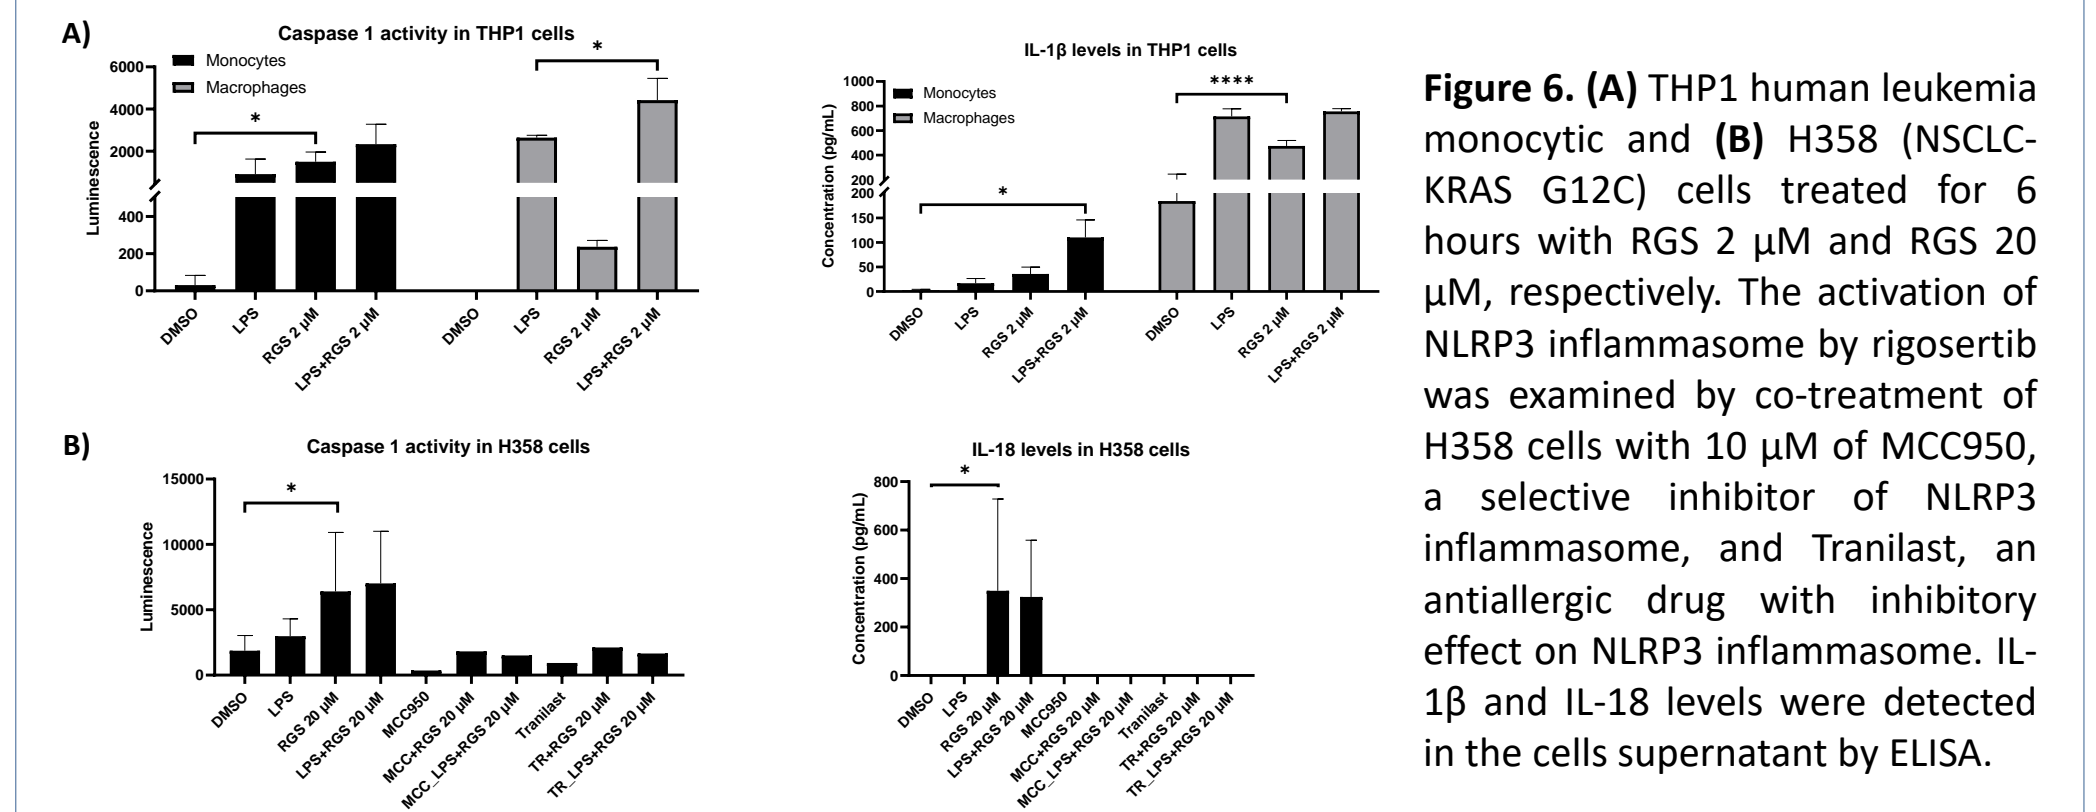 A)
Caspase 1 activity in THP1 cells
*
Monocytes
Macrophages
*
Luminescence
6000
4000
2000
400
200
0
DMSO
LPS
RGS 2 µM
LPS+RGS 2 µM
DMSO
LPS
RGS 2 µM
LPS+RGS 2 µM
IL-1β levels in THP1 cells
****
Monocytes
Macrophages
*
Concentration (pg/mL)
1000
800
600
400
200
200
150
100
50
0
DMSO
LPS
RGS 2 µM
LPS+RGS 2 µM
DMSO
LPS
RGS 2 µM
LPS+RGS 2 µM
B)
Caspase 1 activity in H358 cells
*
Luminescence
15000
10000
5000
0
DMSO
LPS
RGS 20 µM
LPS+RGS 20 µM
MCC950
MCC+RGS 20 µM
MCC_LPS+RGS 20 µM
Tranilast
TR+RGS 20 µM
TR_LPS+RGS 20 µM
IL-18 levels in H358 cells
*
Concentration (pg/mL)
800
600
400
200
0
DMSO
LPS
RGS 20 µM
LPS+RGS 20 µM
MCC950
MCC+RGS 20 µM
MCC_LPS+RGS 20 µM
Tranilast
TR+RGS 20 µM
TR_LPS+RGS 20 µM
Figure 6. (A) THP1 human leukemia
monocytic and (B) H358 (NSCLC-
KRAS G12C) cells treated for 6
hours with RGS 2 µM and RGS 20
µM, respectively. The activation of
NLRP3 inflammasome by rigosertib
was examined by co-treatment of
H358 cells with 10 µM of MCC950,
a selective inhibitor of NLRP3
inflammasome, and Tranilast, an
antiallergic drug with inhibitory
effect on NLRP3 inflammasome. IL-
1β and IL-18 levels were detected
in the cells supernatant by ELISA.